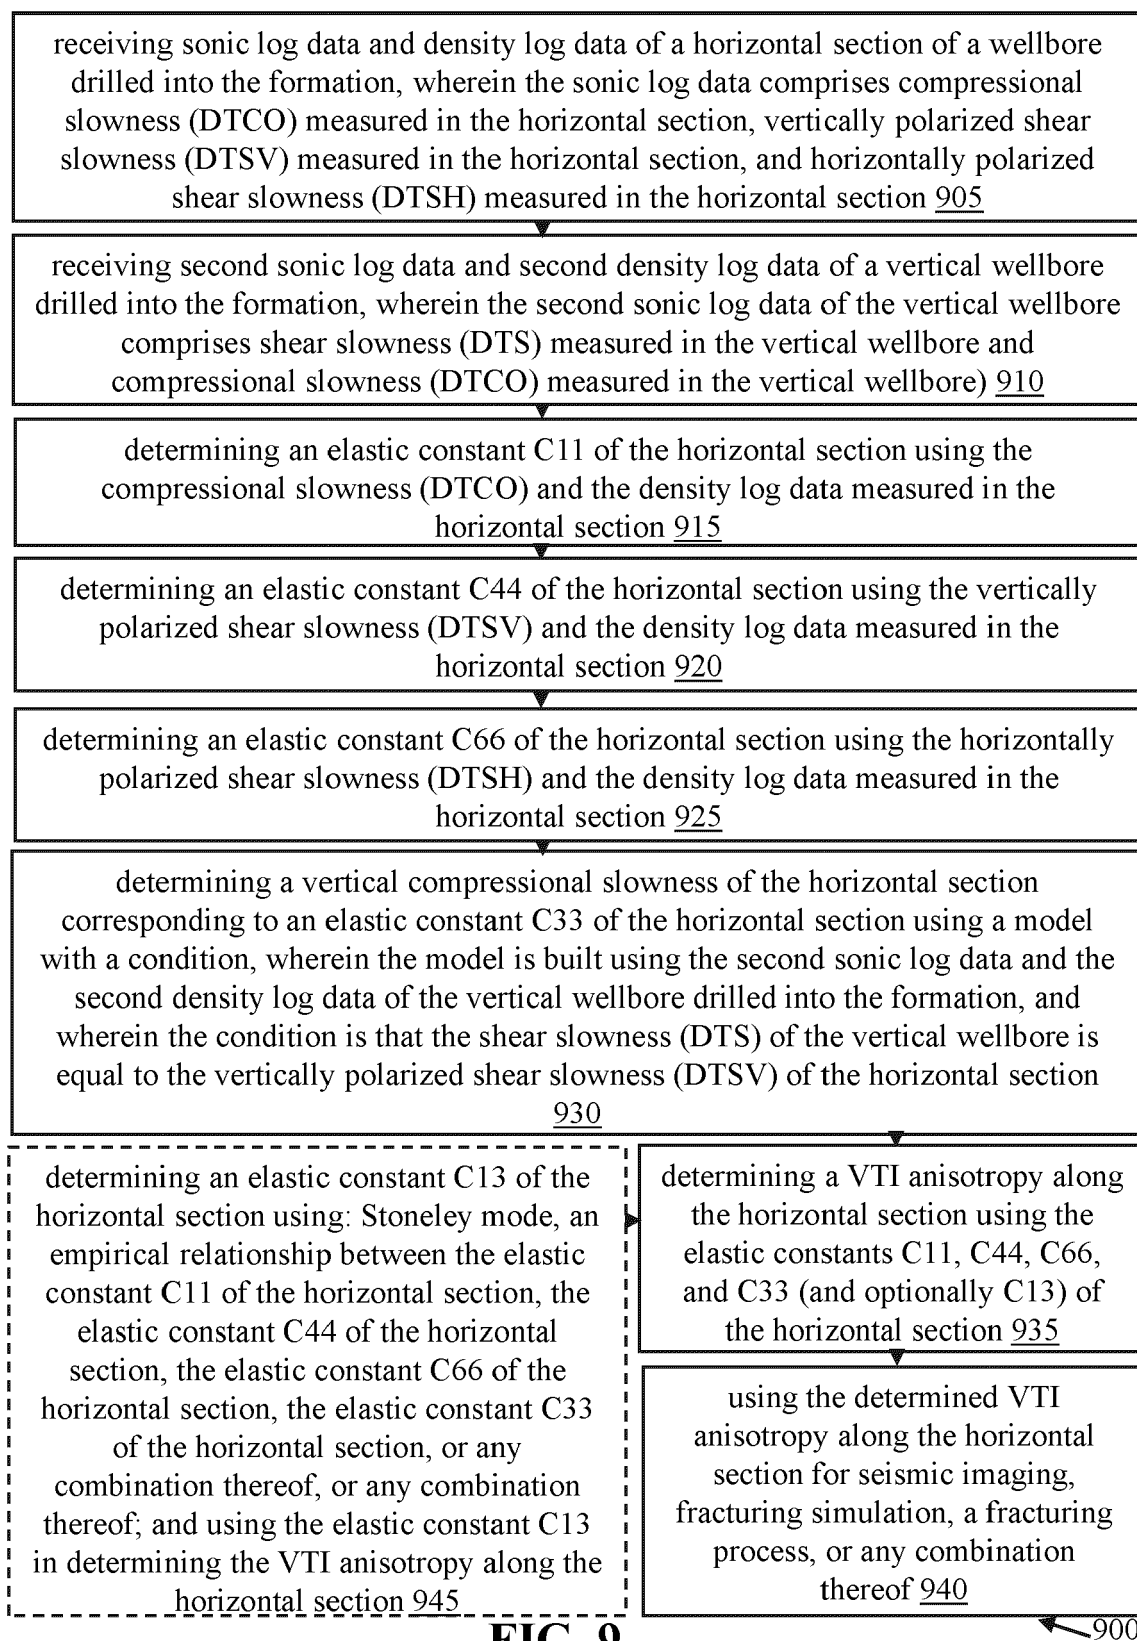 receiving sonic log data and density log data of a horizontal section of a wellbore
drilled into the formation, wherein the sonic log data comprises compressional
slowness (DTCO) measured in the horizontal section, vertically polarized shear
slowness (DTSV) measured in the horizontal section, and horizontally polarized
shear slowness (DTSH) measured in the horizontal section 905
receiving second sonic log data and second density log data of a vertical wellbore
drilled into the formation, wherein the second sonic log data of the vertical wellbore
comprises shear slowness (DTS) measured in the vertical wellbore and
compressional slowness (DTCO) measured in the vertical wellbore) 910
determining an elastic constant C11 of the horizontal section using the
compressional slowness (DTCO) and the density log data measured in the
horizontal section 915
determining an elastic constant C44 of the horizontal section using the vertically
polarized shear slowness (DTSV) and the density log data measured in the
horizontal section 920
determining an elastic constant C66 of the horizontal section using the horizontally
polarized shear slowness (DTSH) and the density log data measured in the
horizontal section 925
determining a vertical compressional slowness of the horizontal section
corresponding to an elastic constant C33 of the horizontal section using a model
with a condition, wherein the model is built using the second sonic log data and the
second density log data of the vertical wellbore drilled into the formation, and
wherein the condition is that the shear slowness (DTS) of the vertical wellbore is
equal to the vertically polarized shear slowness (DTSV) of the horizontal section
930
determining an elastic constant C13 of the
horizontal section using: Stoneley mode, an
empirical relationship between the elastic
constant C11 of the horizontal section, the
elastic constant C44 of the horizontal
section, the elastic constant C66 of the
horizontal section, the elastic constant C33
of the horizontal section, or any
combination thereof, or any combination
thereof; and using the elastic constant C13
in determining the VTI anisotropy along the
horizontal section 945
determining a VTI anisotropy along
the horizontal section using the
elastic constants C11, C44, C66,
and C33 (and optionally C13) of
the horizontal section 935
using the determined VTI
anisotropy along the horizontal
section for seismic imaging,
fracturing simulation, a fracturing
process, or any combination
thereof 940
FIG. 9
900